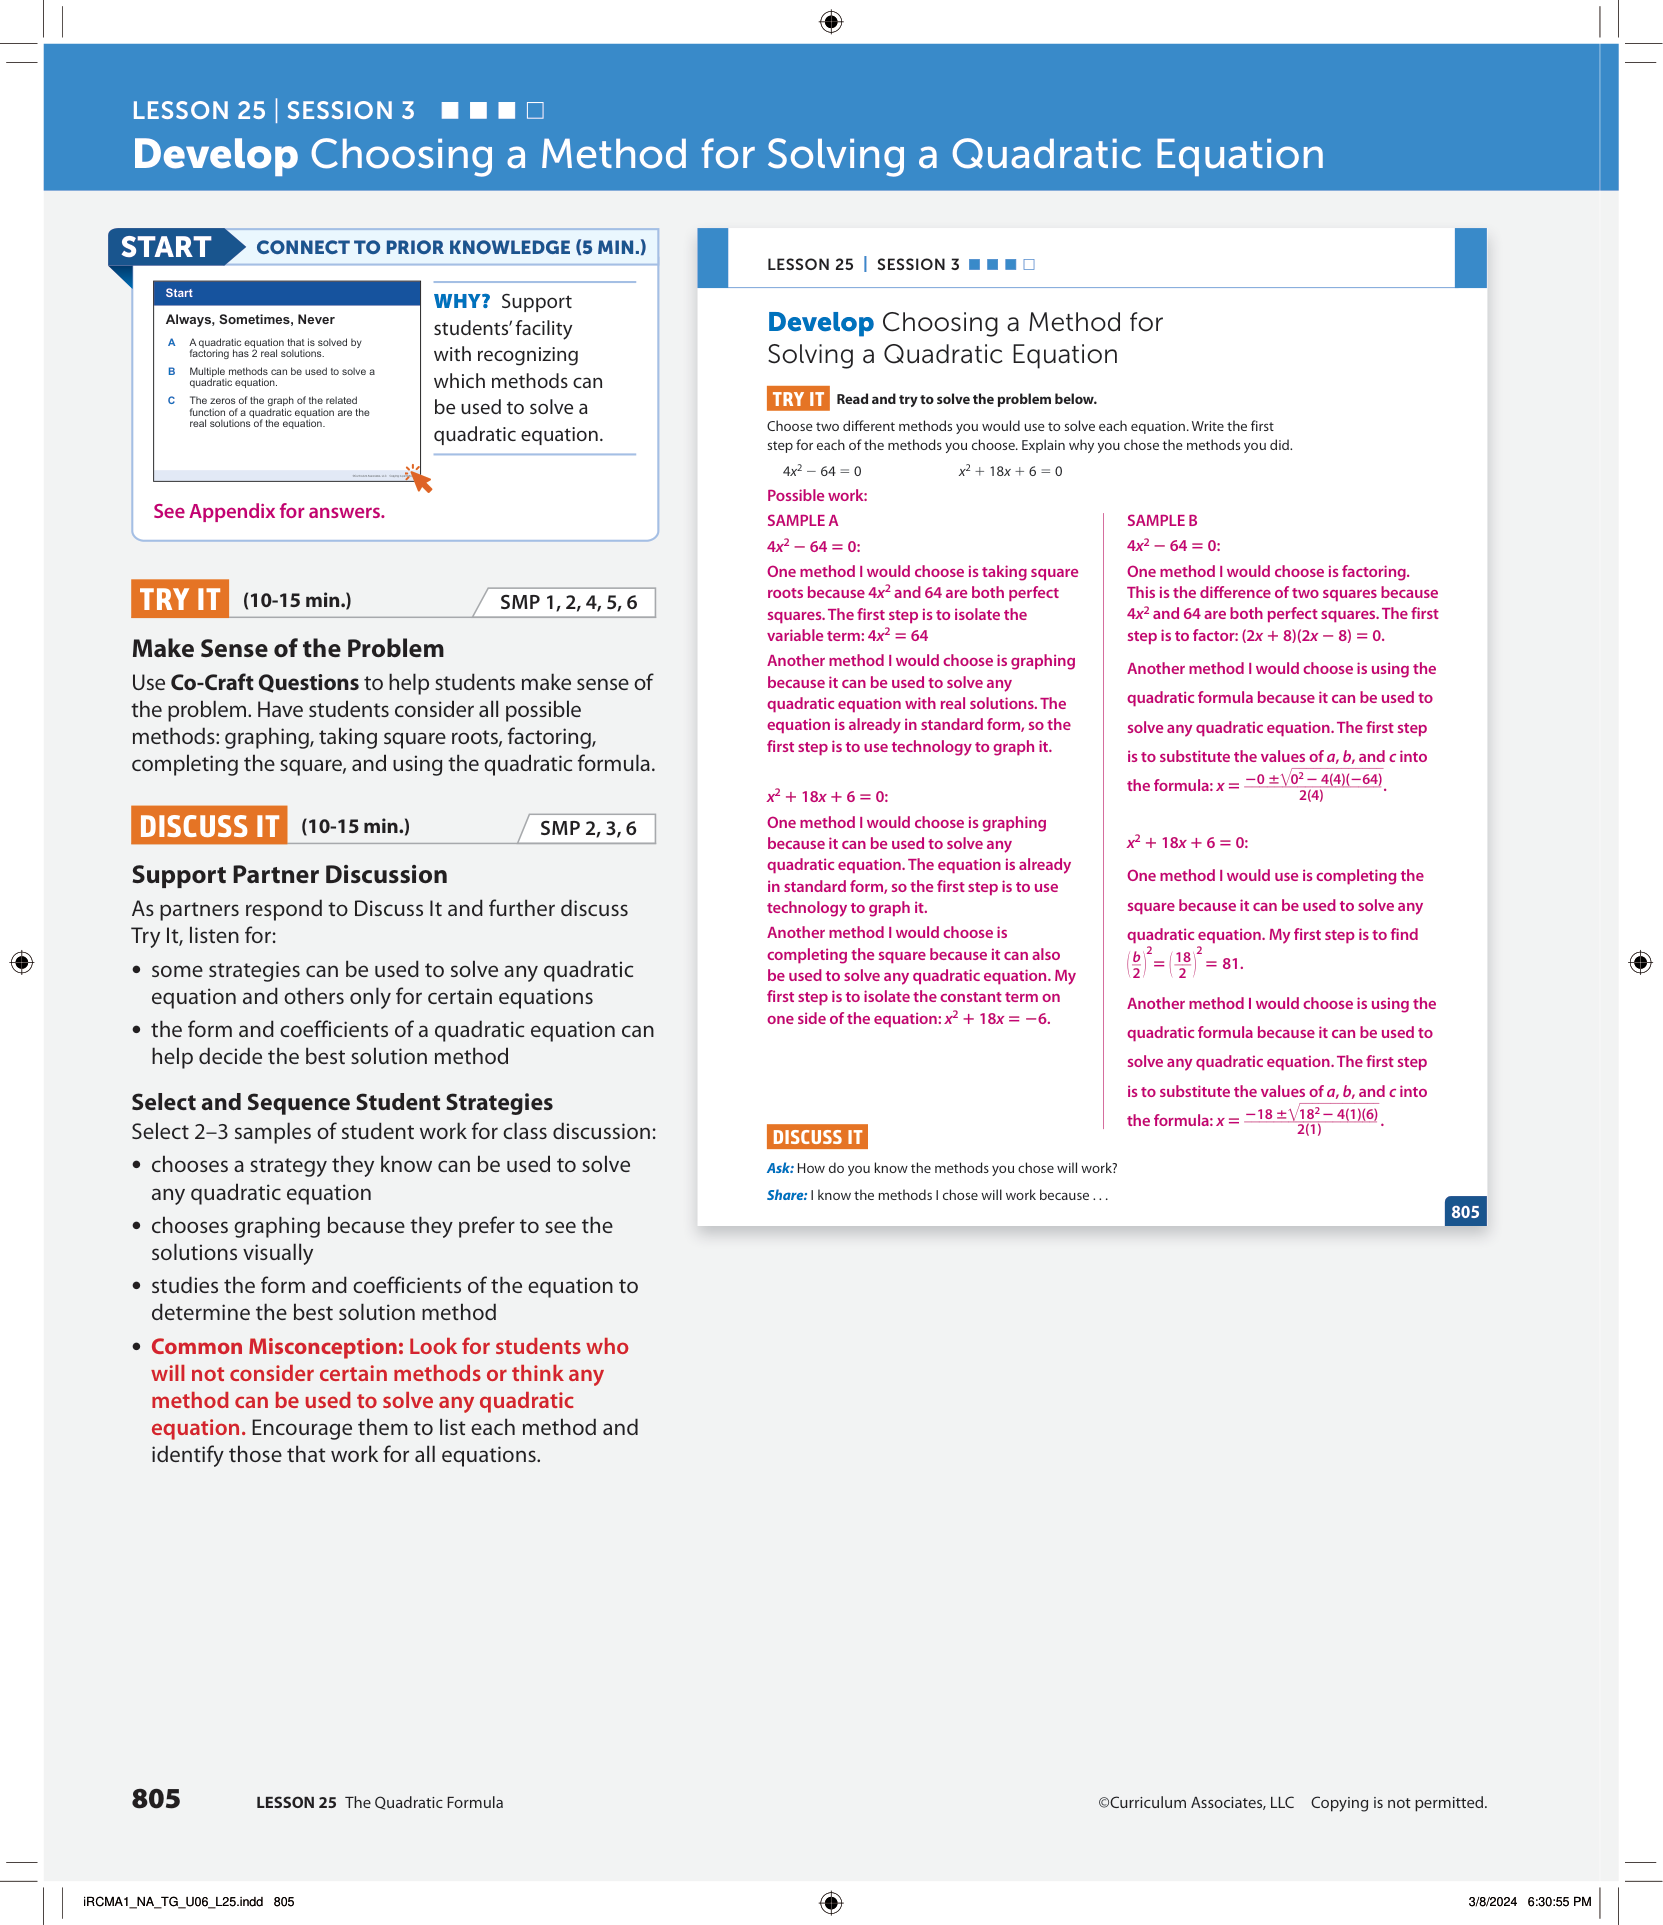 LESSON 25 | SESSION 3
Develop Choosing a Method for Solving a Quadratic Equation
START CONNECT TO PRIOR KNOWLEDGE (5 MIN.)
Start
Always, Sometimes, Never
A A quadratic equation that is solved by
factoring has 2 real solutions.
B Multiple methods can be used to solve a
quadratic equation.
C The zeros of the graph of the related
function of a quadratic equation are the
real solutions of the equation.
WHY? Support
students’ facility
with recognizing
which methods can
be used to solve a
quadratic equation.
See Appendix for answers.
TRY IT (10-15 min.) SMP 1, 2, 4, 5, 6
Make Sense of the Problem
Use Co-Craft Questions to help students make sense of
the problem. Have students consider all possible
methods: graphing, taking square roots, factoring,
completing the square, and using the quadratic formula.
DISCUSS IT (10-15 min.) SMP 2, 3, 6
Support Partner Discussion
As partners respond to Discuss It and further discuss
Try It, listen for:
• some strategies can be used to solve any quadratic
equation and others only for certain equations
• the form and coefficients of a quadratic equation can
help decide the best solution method
Select and Sequence Student Strategies
Select 2–3 samples of student work for class discussion:
• chooses a strategy they know can be used to solve
any quadratic equation
• chooses graphing because they prefer to see the
solutions visually
• studies the form and coefficients of the equation to
determine the best solution method
• Common Misconception: Look for students who
will not consider certain methods or think any
method can be used to solve any quadratic
equation. Encourage them to list each method and
identify those that work for all equations.
LESSON 25 | SESSION 3
Develop Choosing a Method for
Solving a Quadratic Equation
TRY IT Read and try to solve the problem below.
Choose two different methods you would use to solve each equation. Write the first
step for each of the methods you choose. Explain why you chose the methods you did.
4x² − 64 = 0 x² + 18x + 6 = 0
Possible work:
SAMPLE A
4x² − 64 = 0:
One method I would choose is taking square
roots because 4x² and 64 are both perfect
squares. The first step is to isolate the
variable term: 4x² = 64
Another method I would choose is graphing
because it can be used to solve any
quadratic equation with real solutions. The
equation is already in standard form, so the
first step is to use technology to graph it.
x² + 18x + 6 = 0:
One method I would choose is graphing
because it can be used to solve any
quadratic equation. The equation is already
in standard form, so the first step is to use
technology to graph it.
Another method I would choose is
completing the square because it can also
be used to solve any quadratic equation. My
first step is to isolate the constant term on
one side of the equation: x² + 18x = −6.
SAMPLE B
4x² − 64 = 0:
One method I would choose is factoring.
This is the difference of two squares because
4x² and 64 are both perfect squares. The first
step is to factor: (2x + 8)(2x − 8) = 0.
Another method I would choose is using the
quadratic formula because it can be used to
solve any quadratic equation. The first step
is to substitute the values of a, b, and c into
the formula: x = (−0 ± √(0² − 4(4)(−64)))/(2(4)).
x² + 18x + 6 = 0:
One method I would use is completing the
square because it can be used to solve any
quadratic equation. My first step is to find
(b/2)² = (18/2)² = 81.
Another method I would choose is using the
quadratic formula because it can be used to
solve any quadratic equation. The first step
is to substitute the values of a, b, and c into
the formula: x = (−18 ± √(18² − 4(1)(6)))/(2(1)).
DISCUSS IT
Ask: How do you know the methods you chose will work?
Share: I know the methods I chose will work because . . .
805
805 LESSON 25 The Quadratic Formula ©Curriculum Associates, LLC Copying is not permitted.
iRCMA1_NA_TG_U06_L25.indd 805 3/8/2024 6:30:55 PM